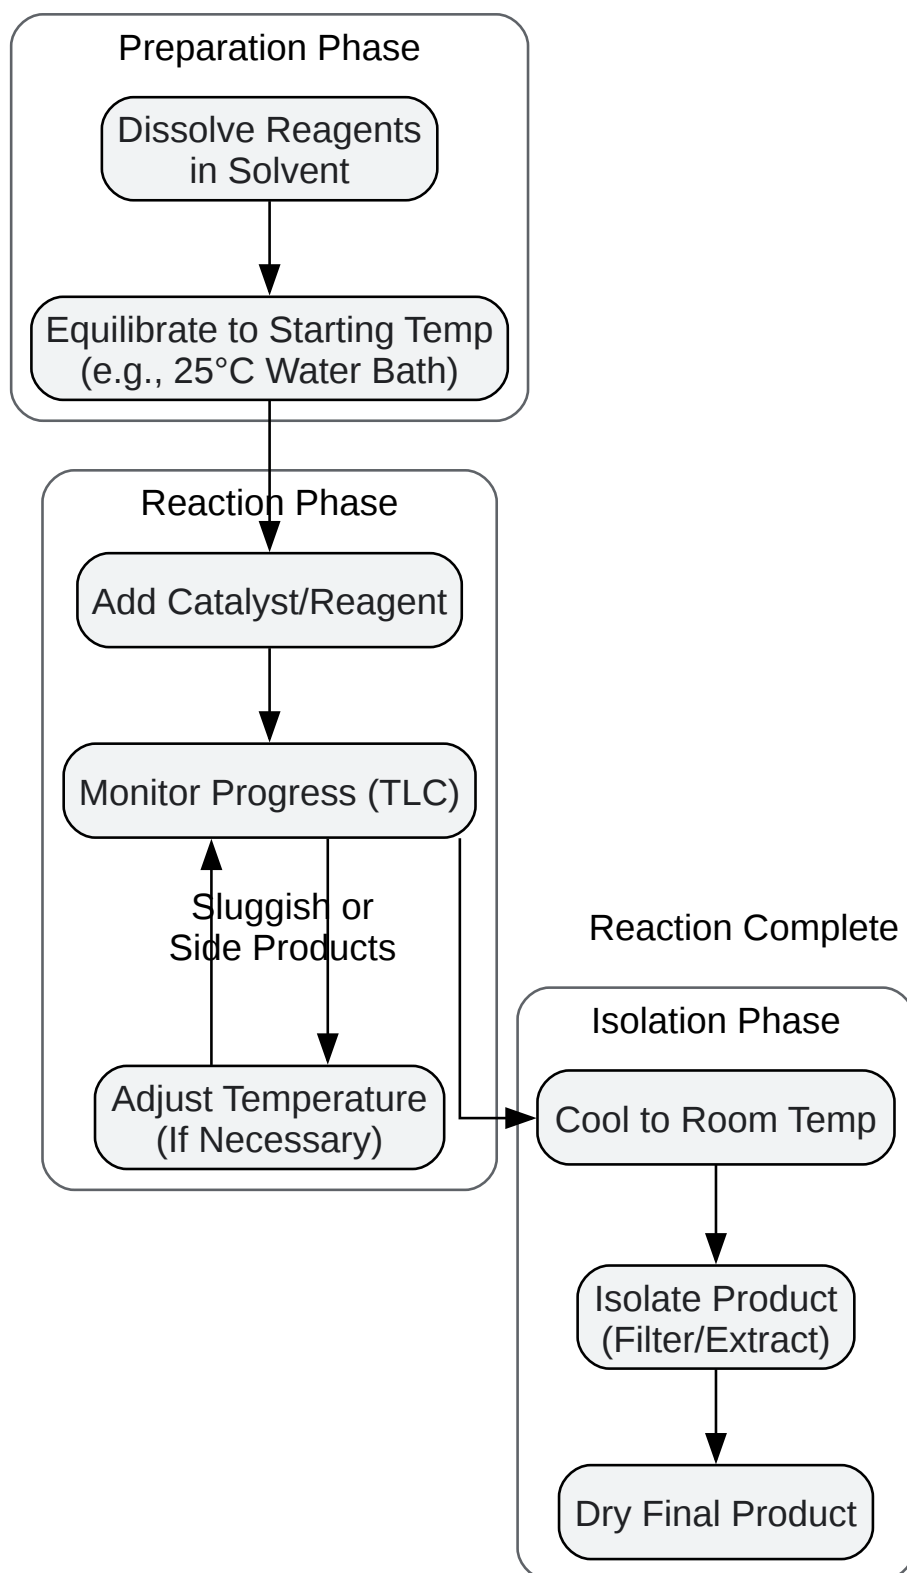 Preparation Phase
Dissolve Reagents
in Solvent
Equilibrate to Starting Temp
(e.g., 25°C Water Bath)
Reaction Phase
Add Catalyst/Reagent
Monitor Progress (TLC)
Sluggish or
Side Products
Adjust Temperature
(If Necessary)
Reaction Complete
Isolation Phase
Cool to Room Temp
Isolate Product
(Filter/Extract)
Dry Final Product